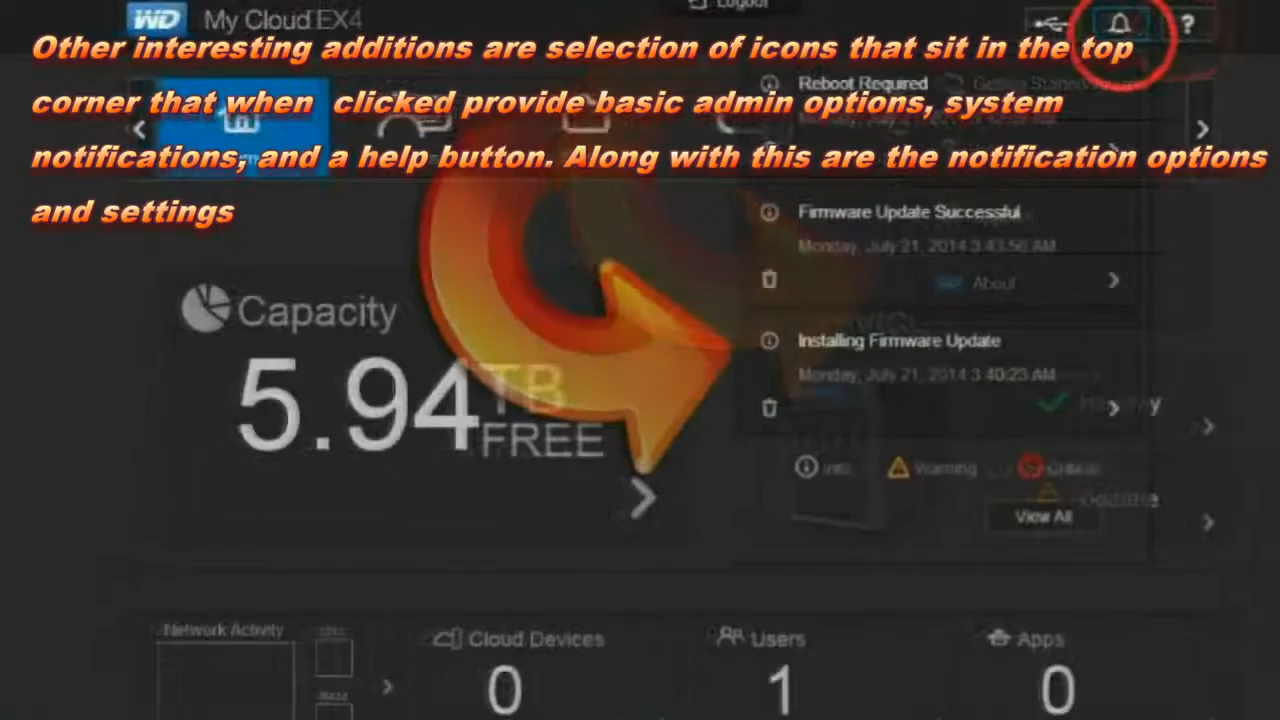 WD My Cloud EX4
Logout
?
Other interesting additions are selection of icons that sit in the top
corner that when clicked provide basic admin options, system
notifications, and a help button. Along with this are the notification options
and settings
Reboot Required
Firmware Update Successful
Monday, July 21, 2014 3:43:56 AM
About
Installing Firmware Update
Monday, July 21, 2014 3:40:23 AM
Capacity
5.94 TB
FREE
Info Warning Critical
View All
Network Activity
Cloud Devices
0
Users
1
Apps
0